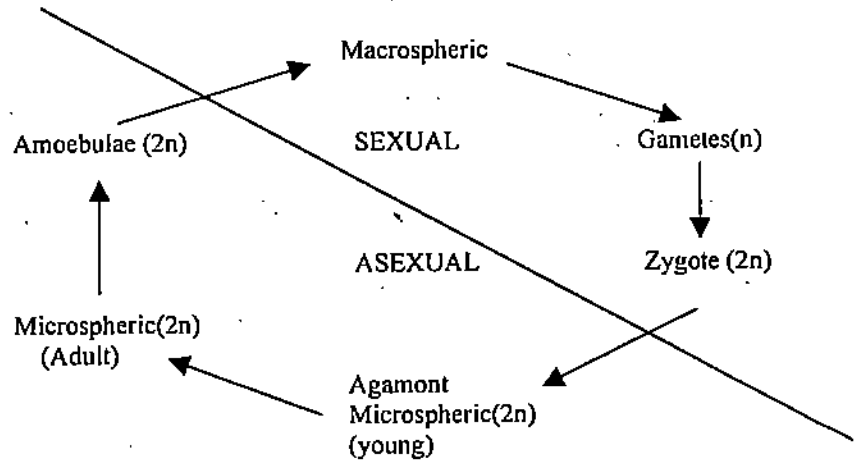 Macrospheric
Amoebulae (2n)
SEXUAL
Gametes(n)
ASEXUAL
Zygote (2n)
Microspheric(2n)
(Adult)
Agamont
Microspheric(2n)
(young)